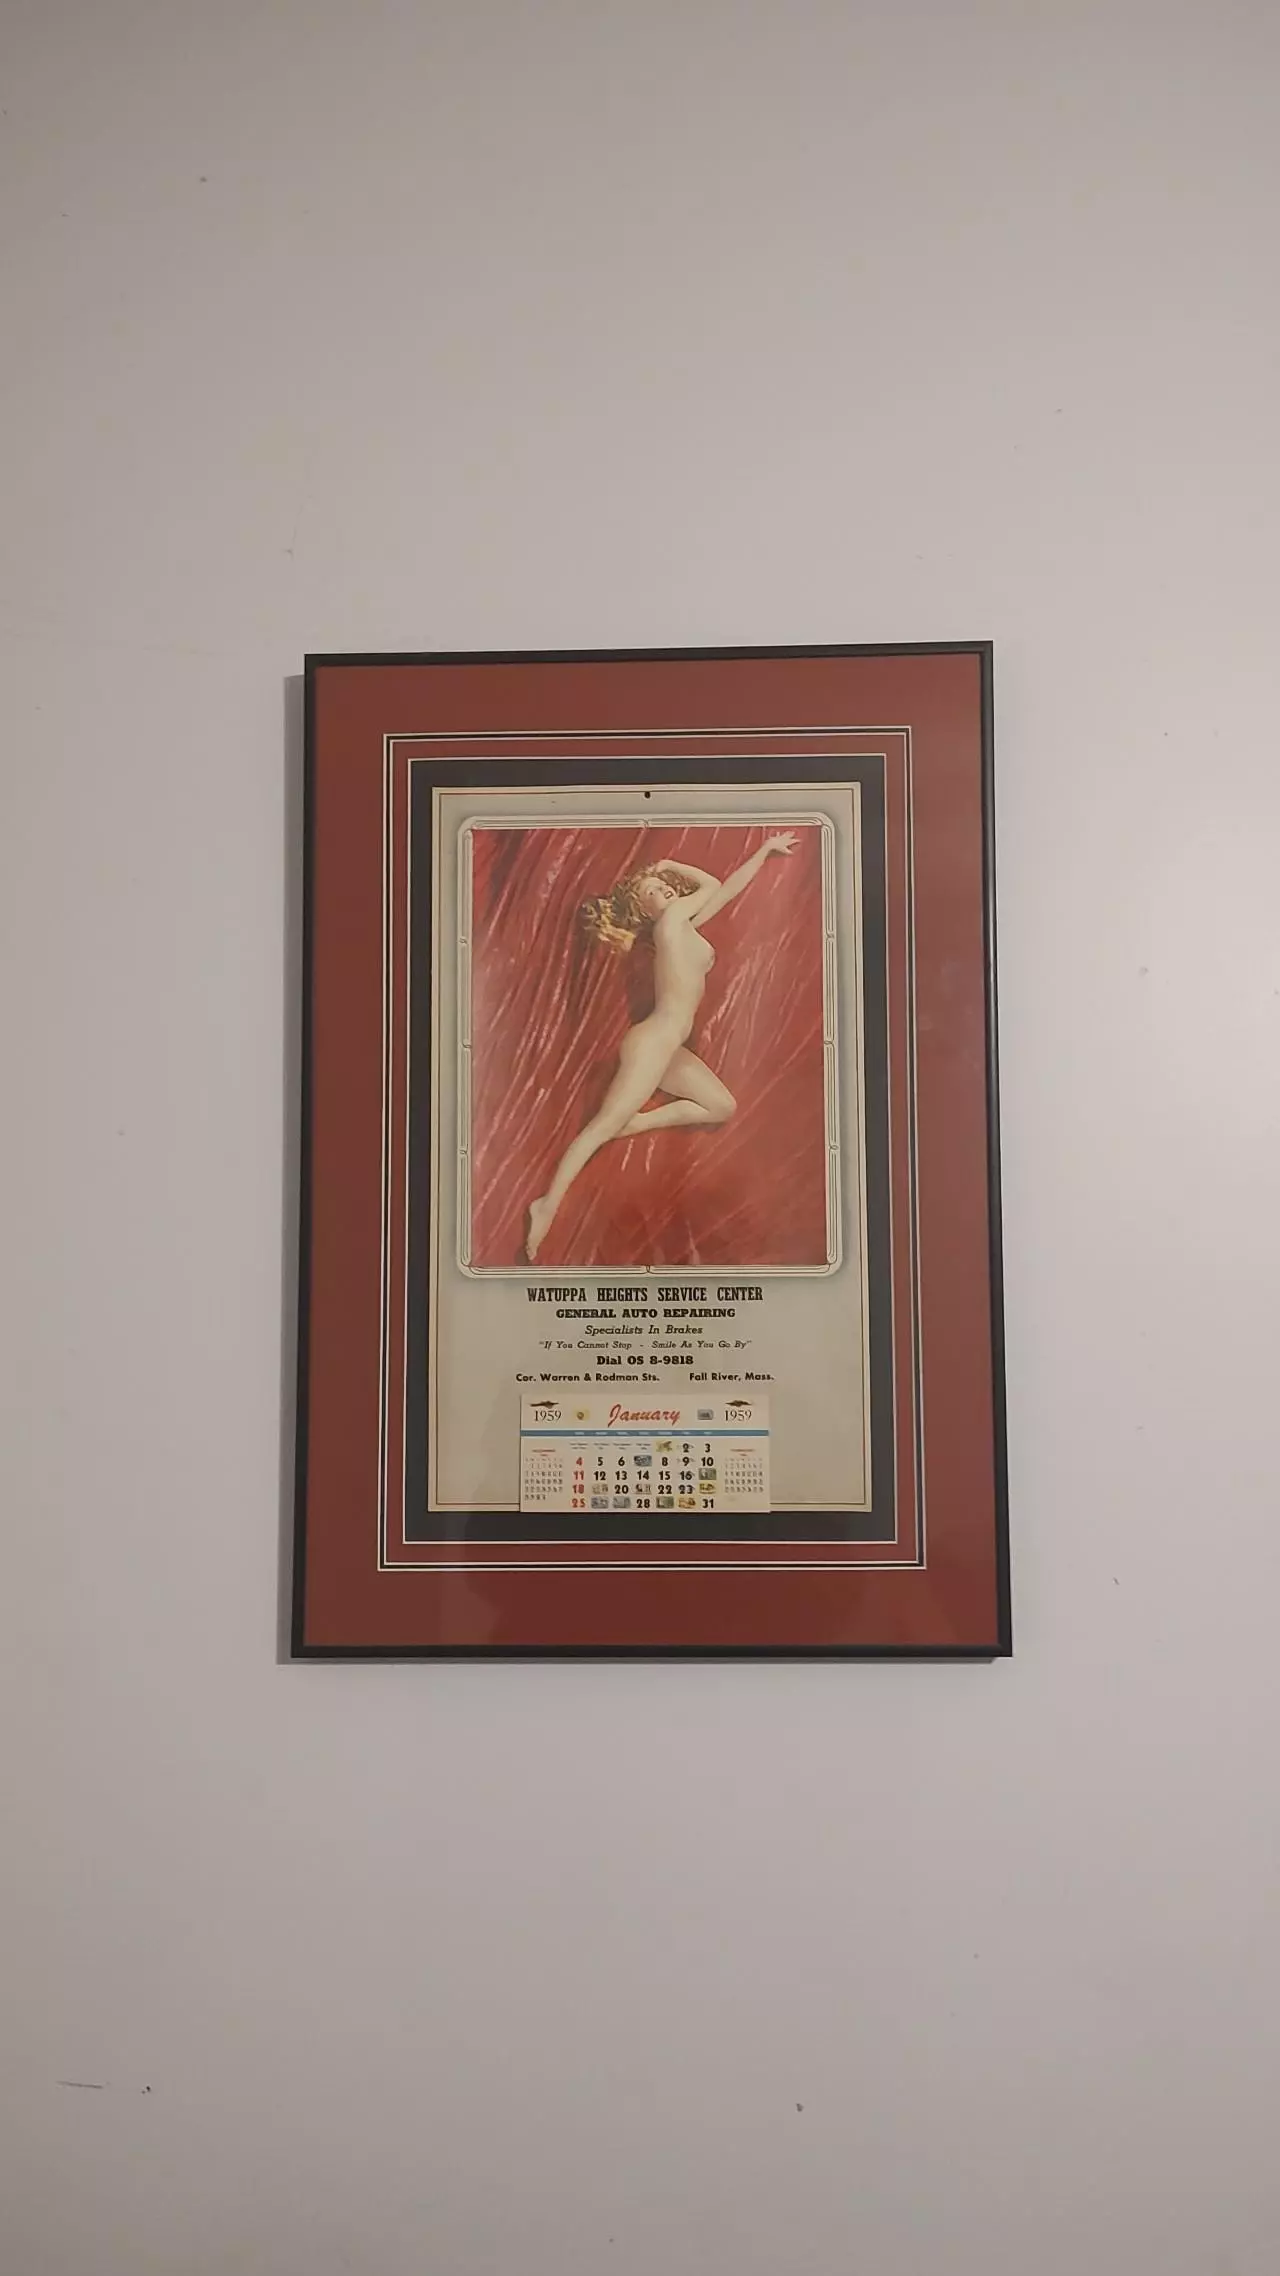 WATUPPA HEIGHTS SERVICE CENTER
GENERAL AUTO REPAIRING
Specialists In Brakes
"If You Cannot Stop - Smile As You Go By"
Dial OS 8-9818
Cor. Warren & Rodman Sts. Fall River, Mass.
1959 January 1959
2 3
4 5 6 8 9 10
11 12 13 14 15 16
18 20 22 23
25 28 31